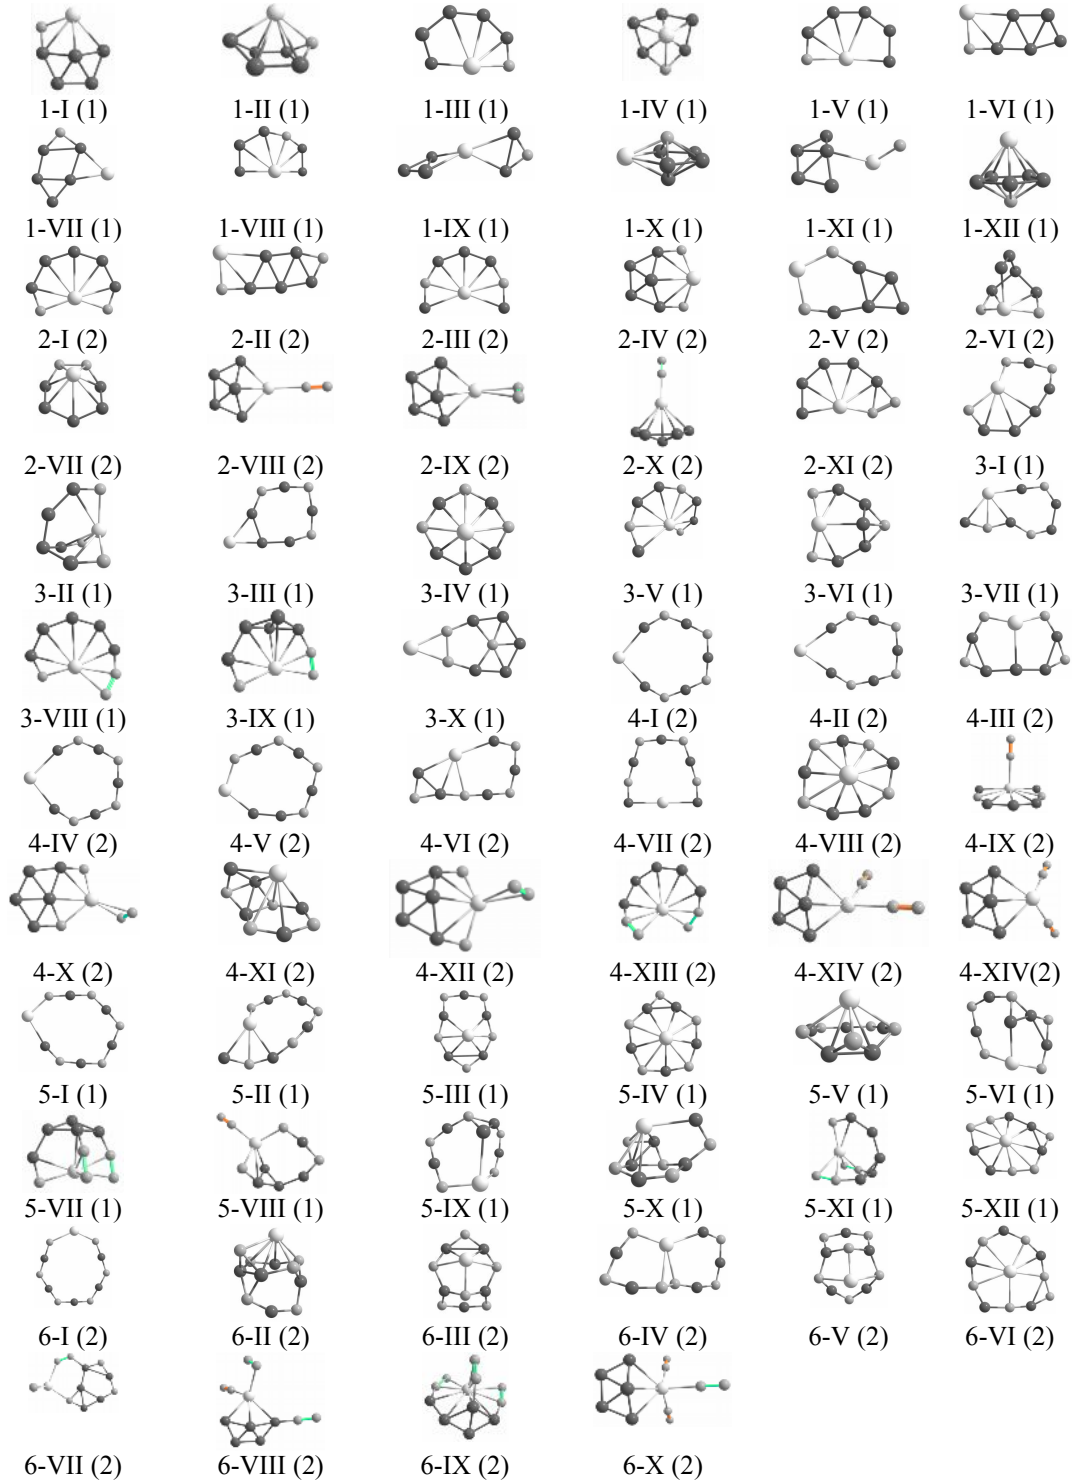 1-I (1) 1-II (1) 1-III (1) 1-IV (1) 1-V (1) 1-VI (1)
1-VII (1) 1-VIII (1) 1-IX (1) 1-X (1) 1-XI (1) 1-XII (1)
2-I (2) 2-II (2) 2-III (2) 2-IV (2) 2-V (2) 2-VI (2)
2-VII (2) 2-VIII (2) 2-IX (2) 2-X (2) 2-XI (2) 3-I (1)
3-II (1) 3-III (1) 3-IV (1) 3-V (1) 3-VI (1) 3-VII (1)
3-VIII (1) 3-IX (1) 3-X (1) 4-I (2) 4-II (2) 4-III (2)
4-IV (2) 4-V (2) 4-VI (2) 4-VII (2) 4-VIII (2) 4-IX (2)
4-X (2) 4-XI (2) 4-XII (2) 4-XIII (2) 4-XIV (2) 4-XIV(2)
5-I (1) 5-II (1) 5-III (1) 5-IV (1) 5-V (1) 5-VI (1)
5-VII (1) 5-VIII (1) 5-IX (1) 5-X (1) 5-XI (1) 5-XII (1)
6-I (2) 6-II (2) 6-III (2) 6-IV (2) 6-V (2) 6-VI (2)
6-VII (2) 6-VIII (2) 6-IX (2) 6-X (2)